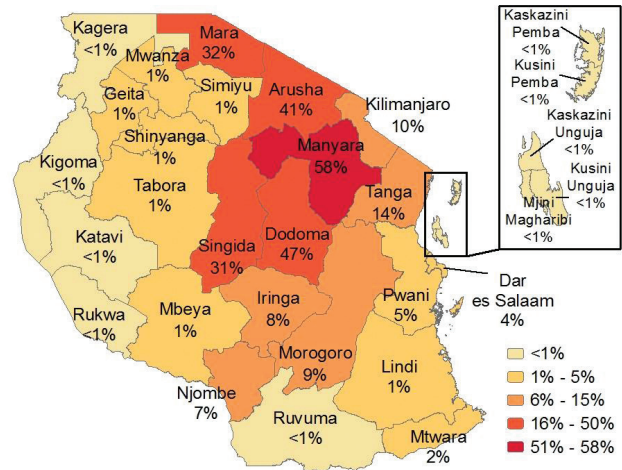 Kagera
<1%
Mara
32%
Mwanza
1%
Simiyu
1%
Geita
1%
Arusha
41%
Kilimanjaro
10%
Shinyanga
1%
Kigoma
<1%
Manyara
58%
Tabora
1%
Tanga
14%
Katavi
<1%
Singida
31%
Dodoma
47%
Rukwa
<1%
Mbeya
1%
Iringa
8%
Pwani
5%
Dar
es Salaam
4%
Morogoro
9%
Njombe
7%
Lindi
1%
Ruvuma
<1%
Mtwara
2%
Kaskazini
Pemba
<1%
Kusini
Pemba
<1%
Kaskazini
Unguja
<1%
Kusini
Unguja
<1%
Mjini
Magharibi
<1%
<1%
1% - 5%
6% - 15%
16% - 50%
51% - 58%